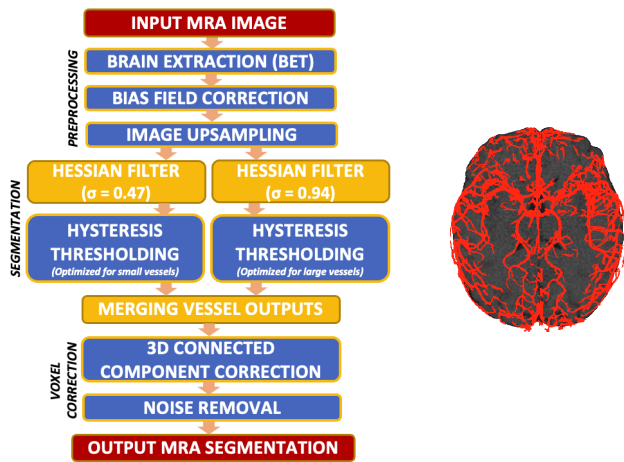 INPUT MRA IMAGE
PREPROCESSING
BRAIN EXTRACTION (BET)
BIAS FIELD CORRECTION
IMAGE UPSAMPLING
SEGMENTATION
HESSIAN FILTER
(σ = 0.47)
HESSIAN FILTER
(σ = 0.94)
HYSTERESIS
THRESHOLDING
(Optimized for small vessels)
HYSTERESIS
THRESHOLDING
(Optimized for large vessels)
MERGING VESSEL OUTPUTS
VOXEL
CORRECTION
3D CONNECTED
COMPONENT CORRECTION
NOISE REMOVAL
OUTPUT MRA SEGMENTATION